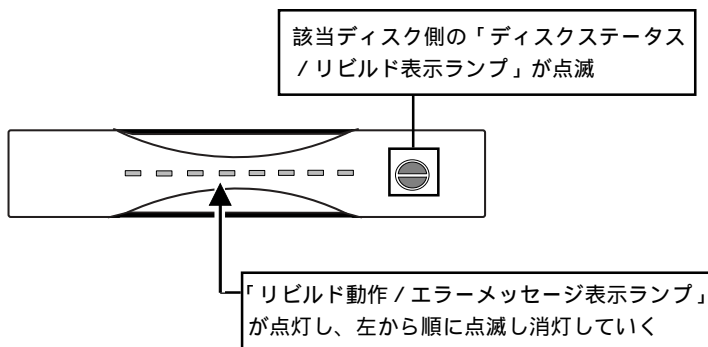 該当ディスク側の「ディスクステータス
/ リビルド表示ランプ」が点滅
「リビルド動作 / エラーメッセージ表示ランプ」
が点灯し、左から順に点滅し消灯していく